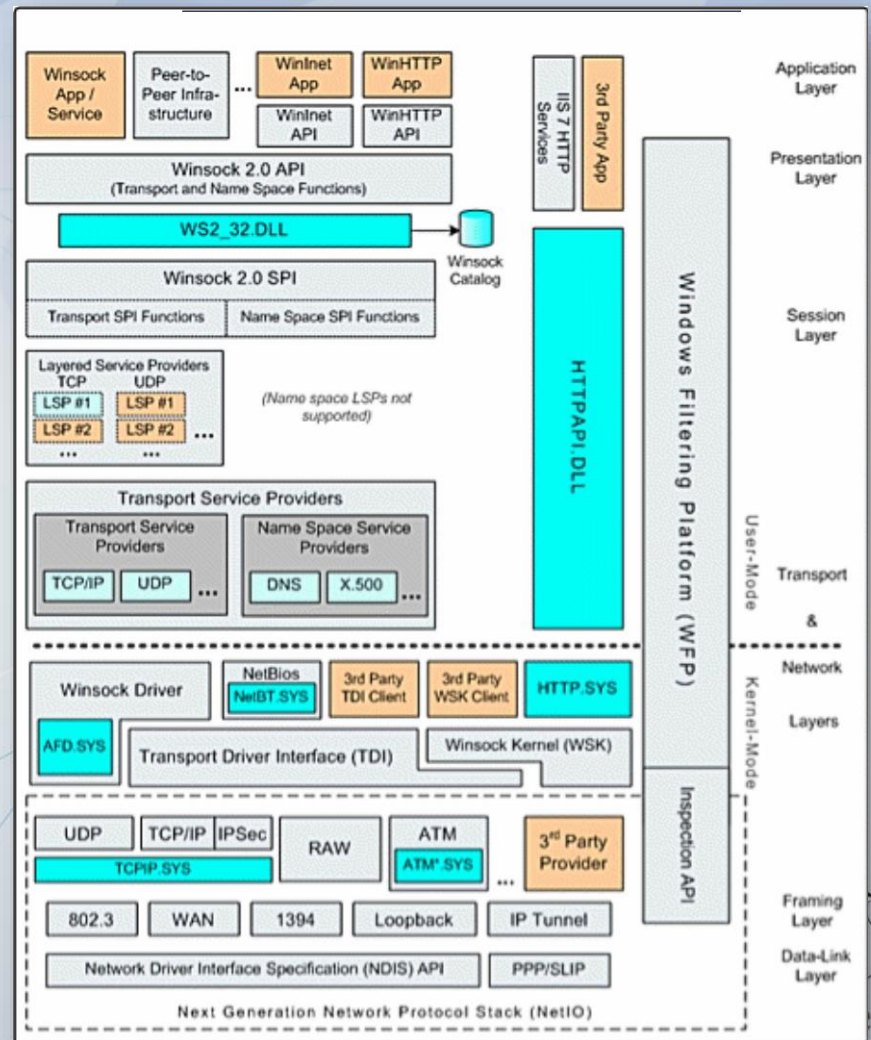 Winsock
App /
Service
Peer-to-
Peer Infra-
structure
...
WinInet
App
WinHTTP
App
WinInet
API
WinHTTP
API
IIS 7 HTTP
Services
3rd Party App
Application
Layer
Winsock 2.0 API
(Transport and Name Space Functions)
Presentation
Layer
WS2_32.DLL
Winsock
Catalog
Winsock 2.0 SPI
Transport SPI Functions
Name Space SPI Functions
Session
Layer
Layered Service Providers
TCP
UDP
LSP #1
LSP #1
LSP #2
LSP #2
...
...
...
(Name space LSPs not
supported)
HTTPAPI.DLL
Windows Filtering Platform (WFP)
Transport Service Providers
Transport Service
Providers
TCP/IP
UDP
...
Name Space Service
Providers
DNS
X.500
...
User-Mode
Transport
&
Network
Layers
Kernel-Mode
Winsock Driver
AFD.SYS
NetBios
NetBT.SYS
3rd Party
TDI Client
3rd Party
WSK Client
HTTP.SYS
Transport Driver Interface (TDI)
Winsock Kernel (WSK)
Inspection API
UDP
TCP/IP
IPSec
TCPIP.SYS
RAW
ATM
ATM*.SYS
...
3rd Party
Provider
802.3
WAN
1394
Loopback
IP Tunnel
Framing
Layer
Network Driver Interface Specification (NDIS) API
PPP/SLIP
Data-Link
Layer
Next Generation Network Protocol Stack (NetIO)